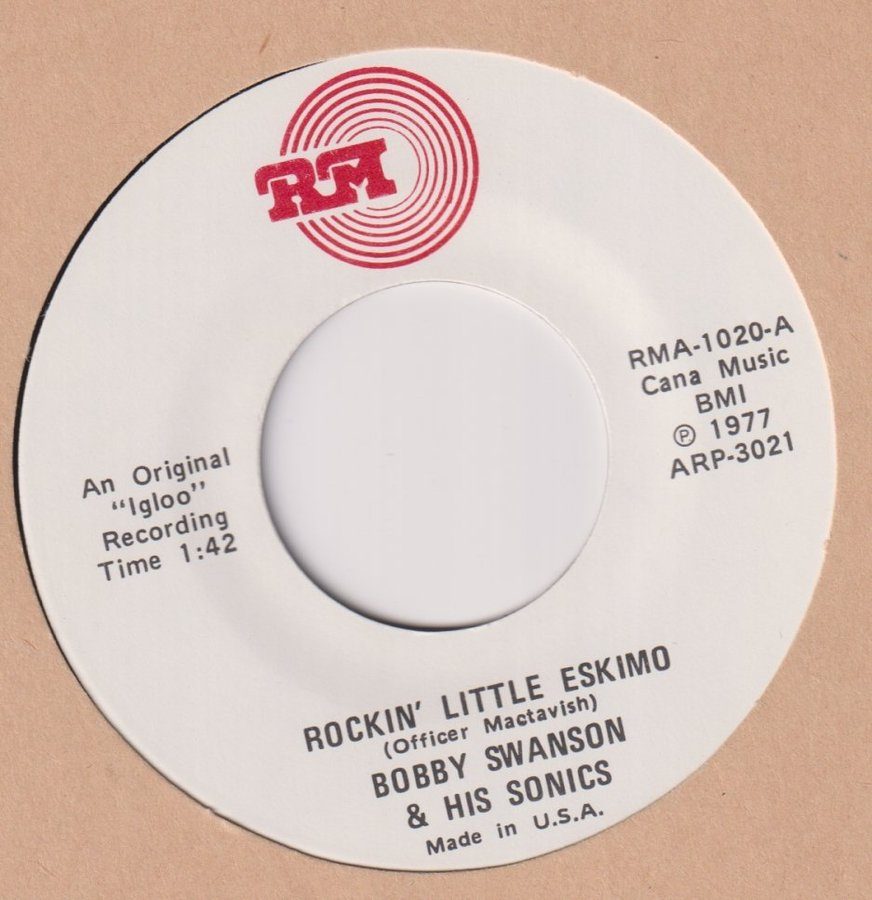 RM
RMA-1020-A
Cana Music
BMI
℗ 1977
ARP-3021
An Original
"Igloo"
Recording
Time 1:42
ROCKIN' LITTLE ESKIMO
(Officer Mactavish)
BOBBY SWANSON
& HIS SONICS
Made in U.S.A.